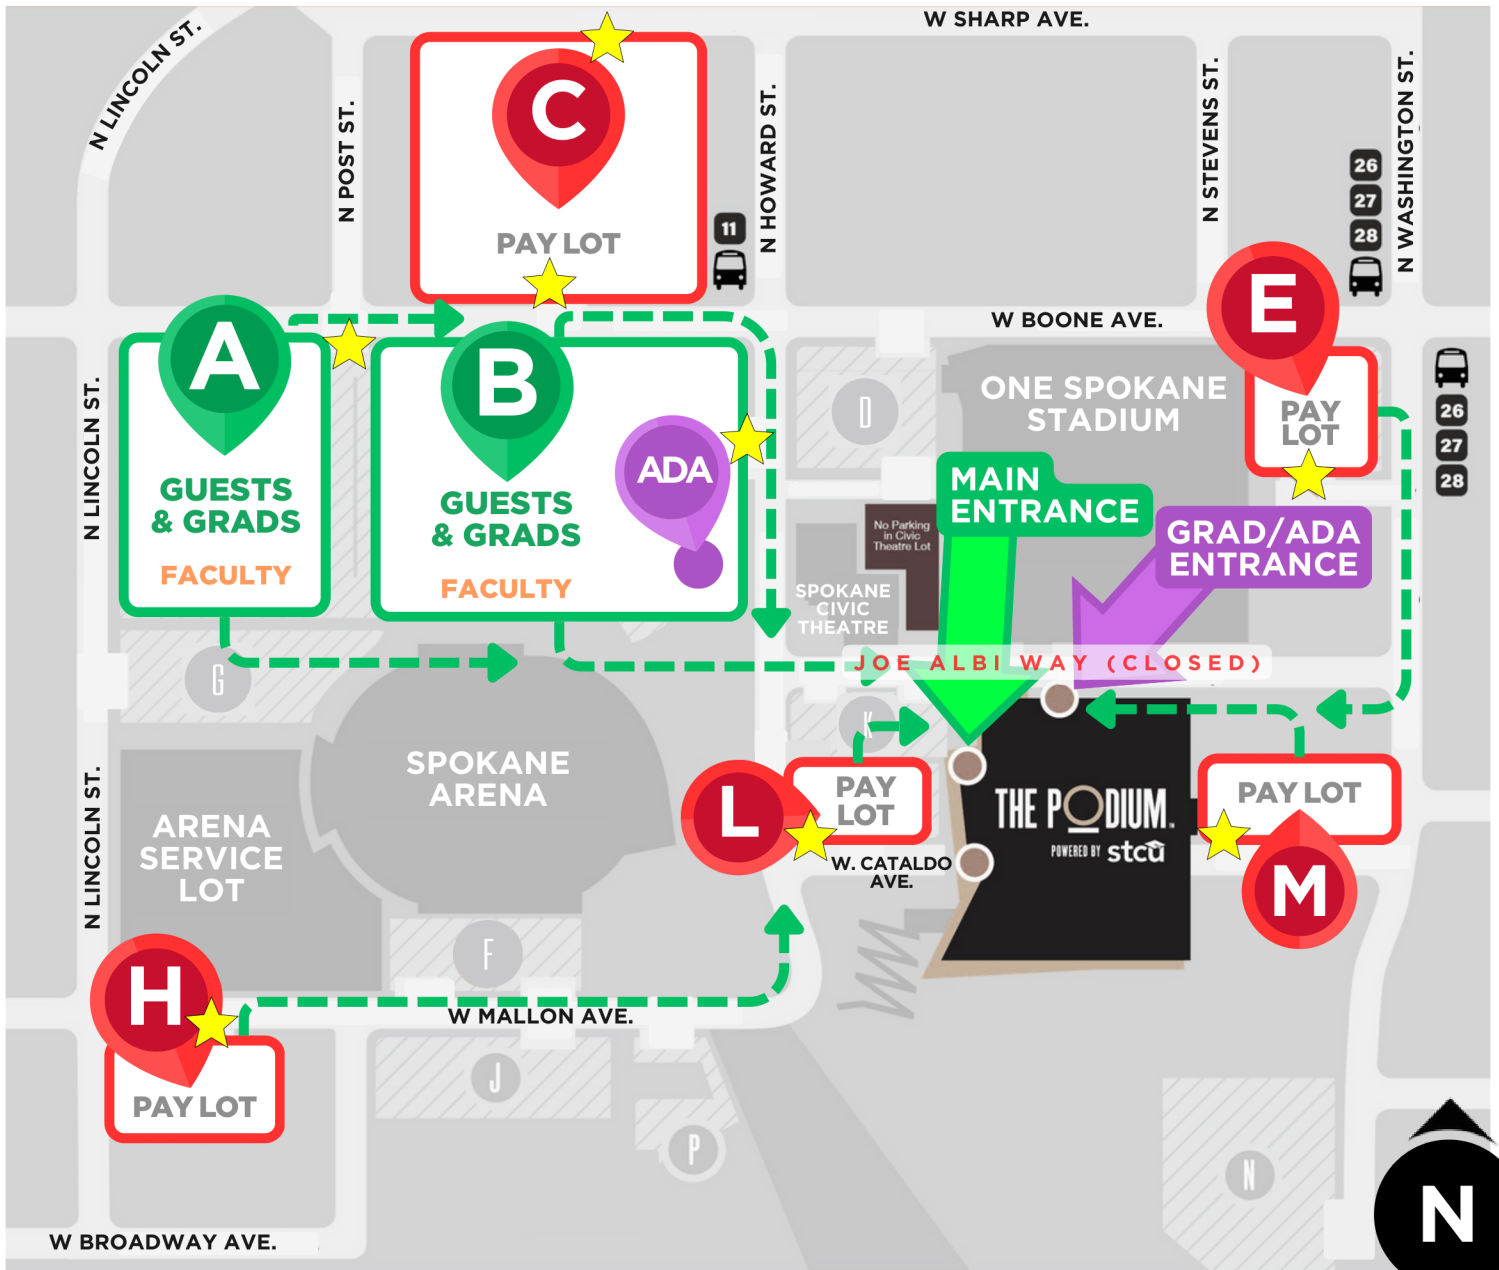 W SHARP AVE.
N LINCOLN ST.
N POST ST.
C
PAY LOT
11
N HOWARD ST.
N STEVENS ST.
N WASHINGTON ST.
26
27
28
A
GUESTS
& GRADS
FACULTY
B
GUESTS
& GRADS
FACULTY
ADA
W BOONE AVE.
E
PAY
LOT
D
ONE SPOKANE
STADIUM
26
27
28
N LINCOLN ST.
MAIN
ENTRANCE
GRAD/ADA
ENTRANCE
No Parking
in Civic
Theatre Lot
SPOKANE
CIVIC
THEATRE
JOE ALBI WAY (CLOSED)
G
K
SPOKANE
ARENA
L
PAY
LOT
W. CATALDO
AVE.
THE PODIUM.
POWERED BY stcu
PAY LOT
M
ARENA
SERVICE
LOT
N LINCOLN ST.
F
H
PAY LOT
W MALLON AVE.
J
P
N
N
W BROADWAY AVE.